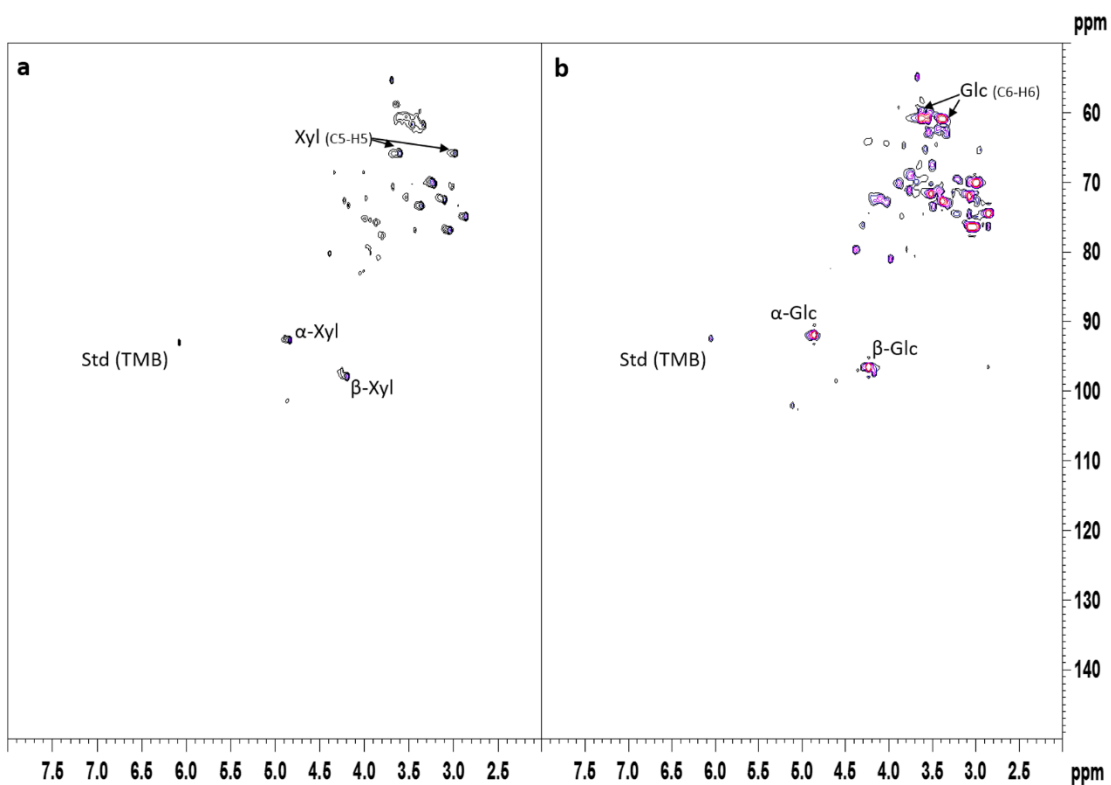 ppm
a
b
Glc (C6-H6)
60
Xyl (C5-H5)
70
80
α-Xyl
α-Glc
90
Std (TMB)
β-Xyl
Std (TMB)
β-Glc
100
110
120
130
140
7.5 7.0 6.5 6.0 5.5 5.0 4.5 4.0 3.5 3.0 2.5 7.5 7.0 6.5 6.0 5.5 5.0 4.5 4.0 3.5 3.0 2.5 ppm